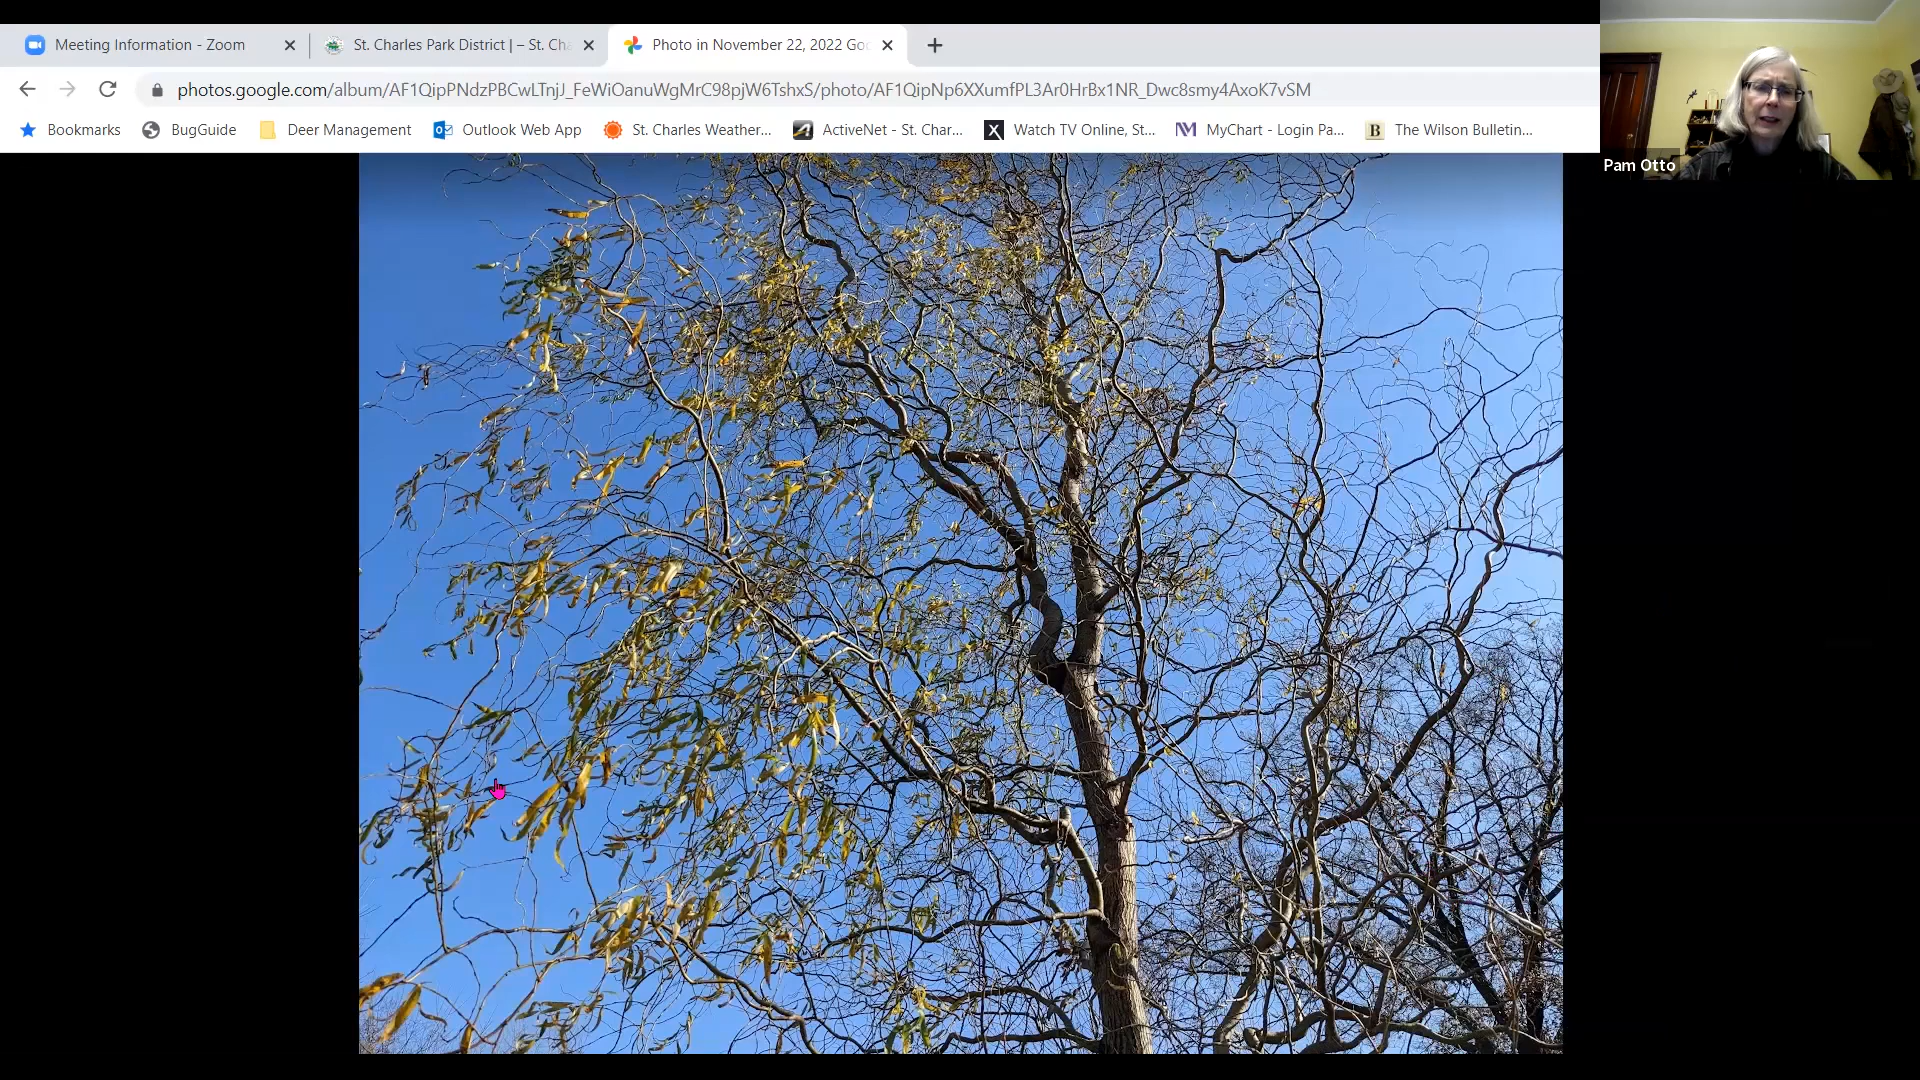 Meeting Information - Zoom
St. Charles Park District | – St. Cha
Photo in November 22, 2022 Goo
photos.google.com/album/AF1QipPNdzPBCwLTnjJ_FeWiOanuWgMrC98pjW6TshxS/photo/AF1QipNp6XXumfPL3Ar0HrBx1NR_Dwc8smy4AxoK7vSM
Bookmarks
BugGuide
Deer Management
Outlook Web App
St. Charles Weather...
ActiveNet - St. Char...
X
Watch TV Online, St...
MyChart - Login Pa...
B
The Wilson Bulletin...
Pam Otto